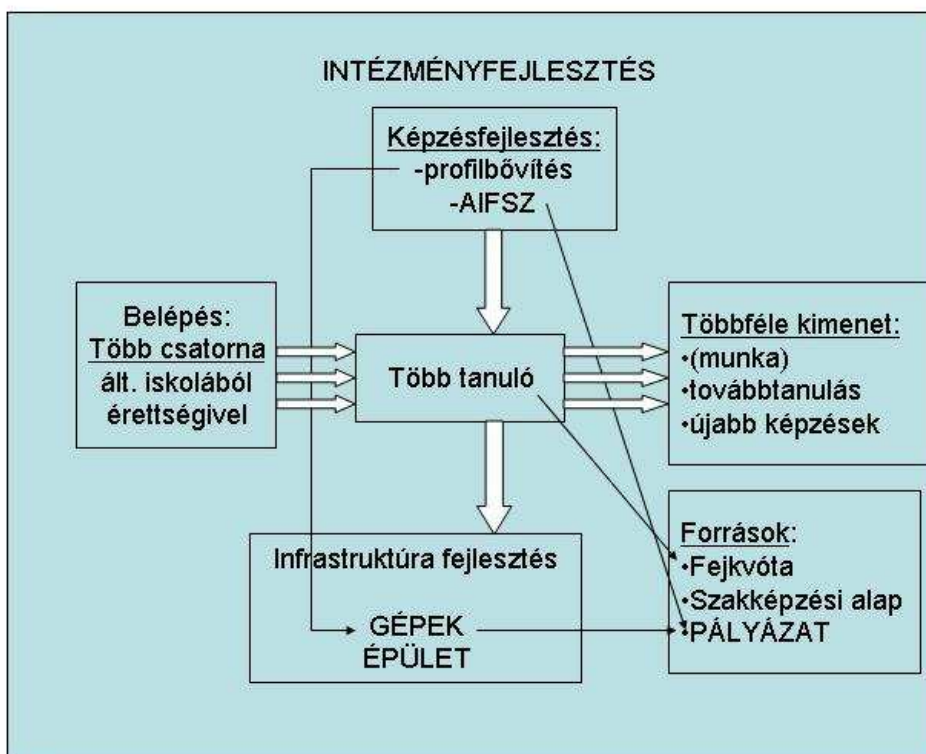 INTÉZMÉNYFEJLESZTÉS
Képzésfejlesztés:
-profilbővítés
-AIFSZ
Belépés:
Több csatorna
ált. iskolából
érettségivel
Több tanuló
Többféle kimenet:
•(munka)
•továbbtanulás
•újabb képzések
Infrastruktúra fejlesztés
GÉPEK
ÉPÜLET
Források:
•Fejkvóta
•Szakképzési alap
•PÁLYÁZAT